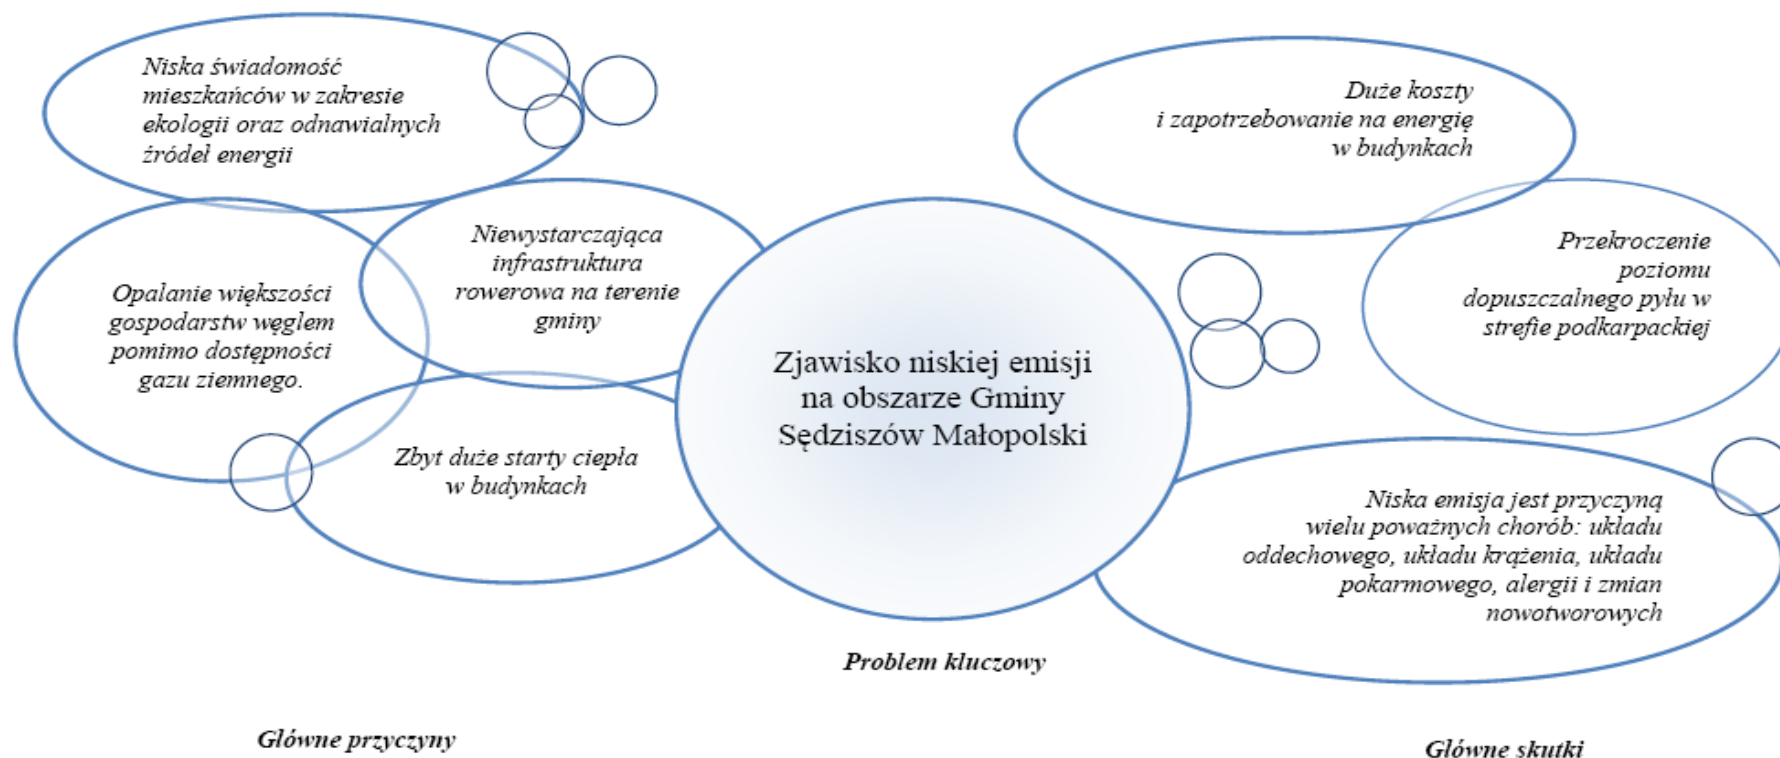 Niska świadomość
mieszkańców w zakresie
ekologii oraz odnawialnych
źródeł energii
Opalanie większości
gospodarstw węglem
pomimo dostępności
gazu ziemnego.
Niewystarczająca
infrastruktura
rowerowa na terenie
gminy
Zbyt duże starty ciepła
w budynkach
Główne przyczyny
Zjawisko niskiej emisji
na obszarze Gminy
Sędziszów Małopolski
Problem kluczowy
Duże koszty
i zapotrzebowanie na energię
w budynkach
Przekroczenie
poziomu
dopuszczalnego pyłu w
strefie podkarpackiej
Niska emisja jest przyczyną
wielu poważnych chorób: układu
oddechowego, układu krążenia, układu
pokarmowego, alergii i zmian
nowotworowych
Główne skutki